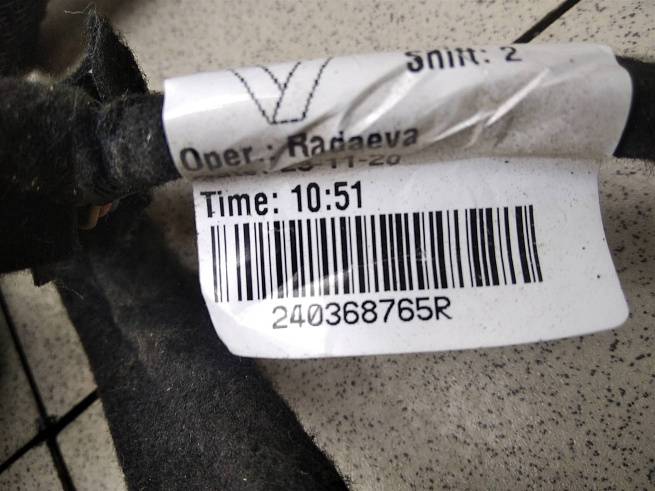 Shift: 2
Oper.: Radaeva
Time: 10:51
240368765R